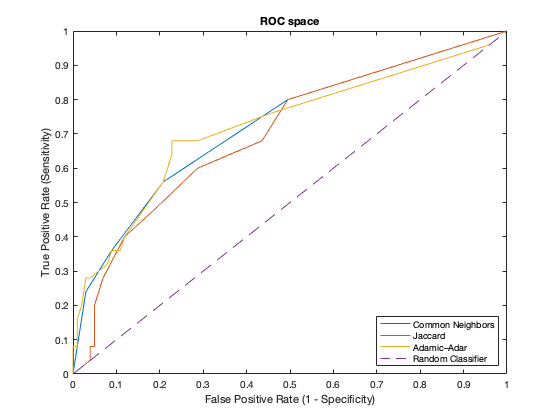 ROC space
True Positive Rate (Sensitivity)
1
0.9
0.8
0.7
0.6
0.5
0.4
0.3
0.2
0.1
0
0 0.1 0.2 0.3 0.4 0.5 0.6 0.7 0.8 0.9 1
False Positive Rate (1 - Specificity)
Common Neighbors
Jaccard
Adamic–Adar
Random Classifier